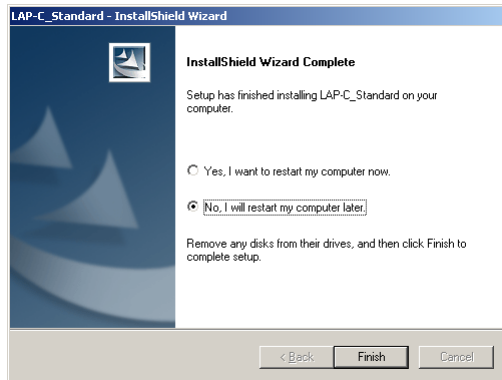 LAP-C_Standard - InstallShield Wizard
InstallShield Wizard Complete
Setup has finished installing LAP-C_Standard on your
computer.
Yes, I want to restart my computer now.
No, I will restart my computer later.
Remove any disks from their drives, and then click Finish to
complete setup.
< Back
Finish
Cancel